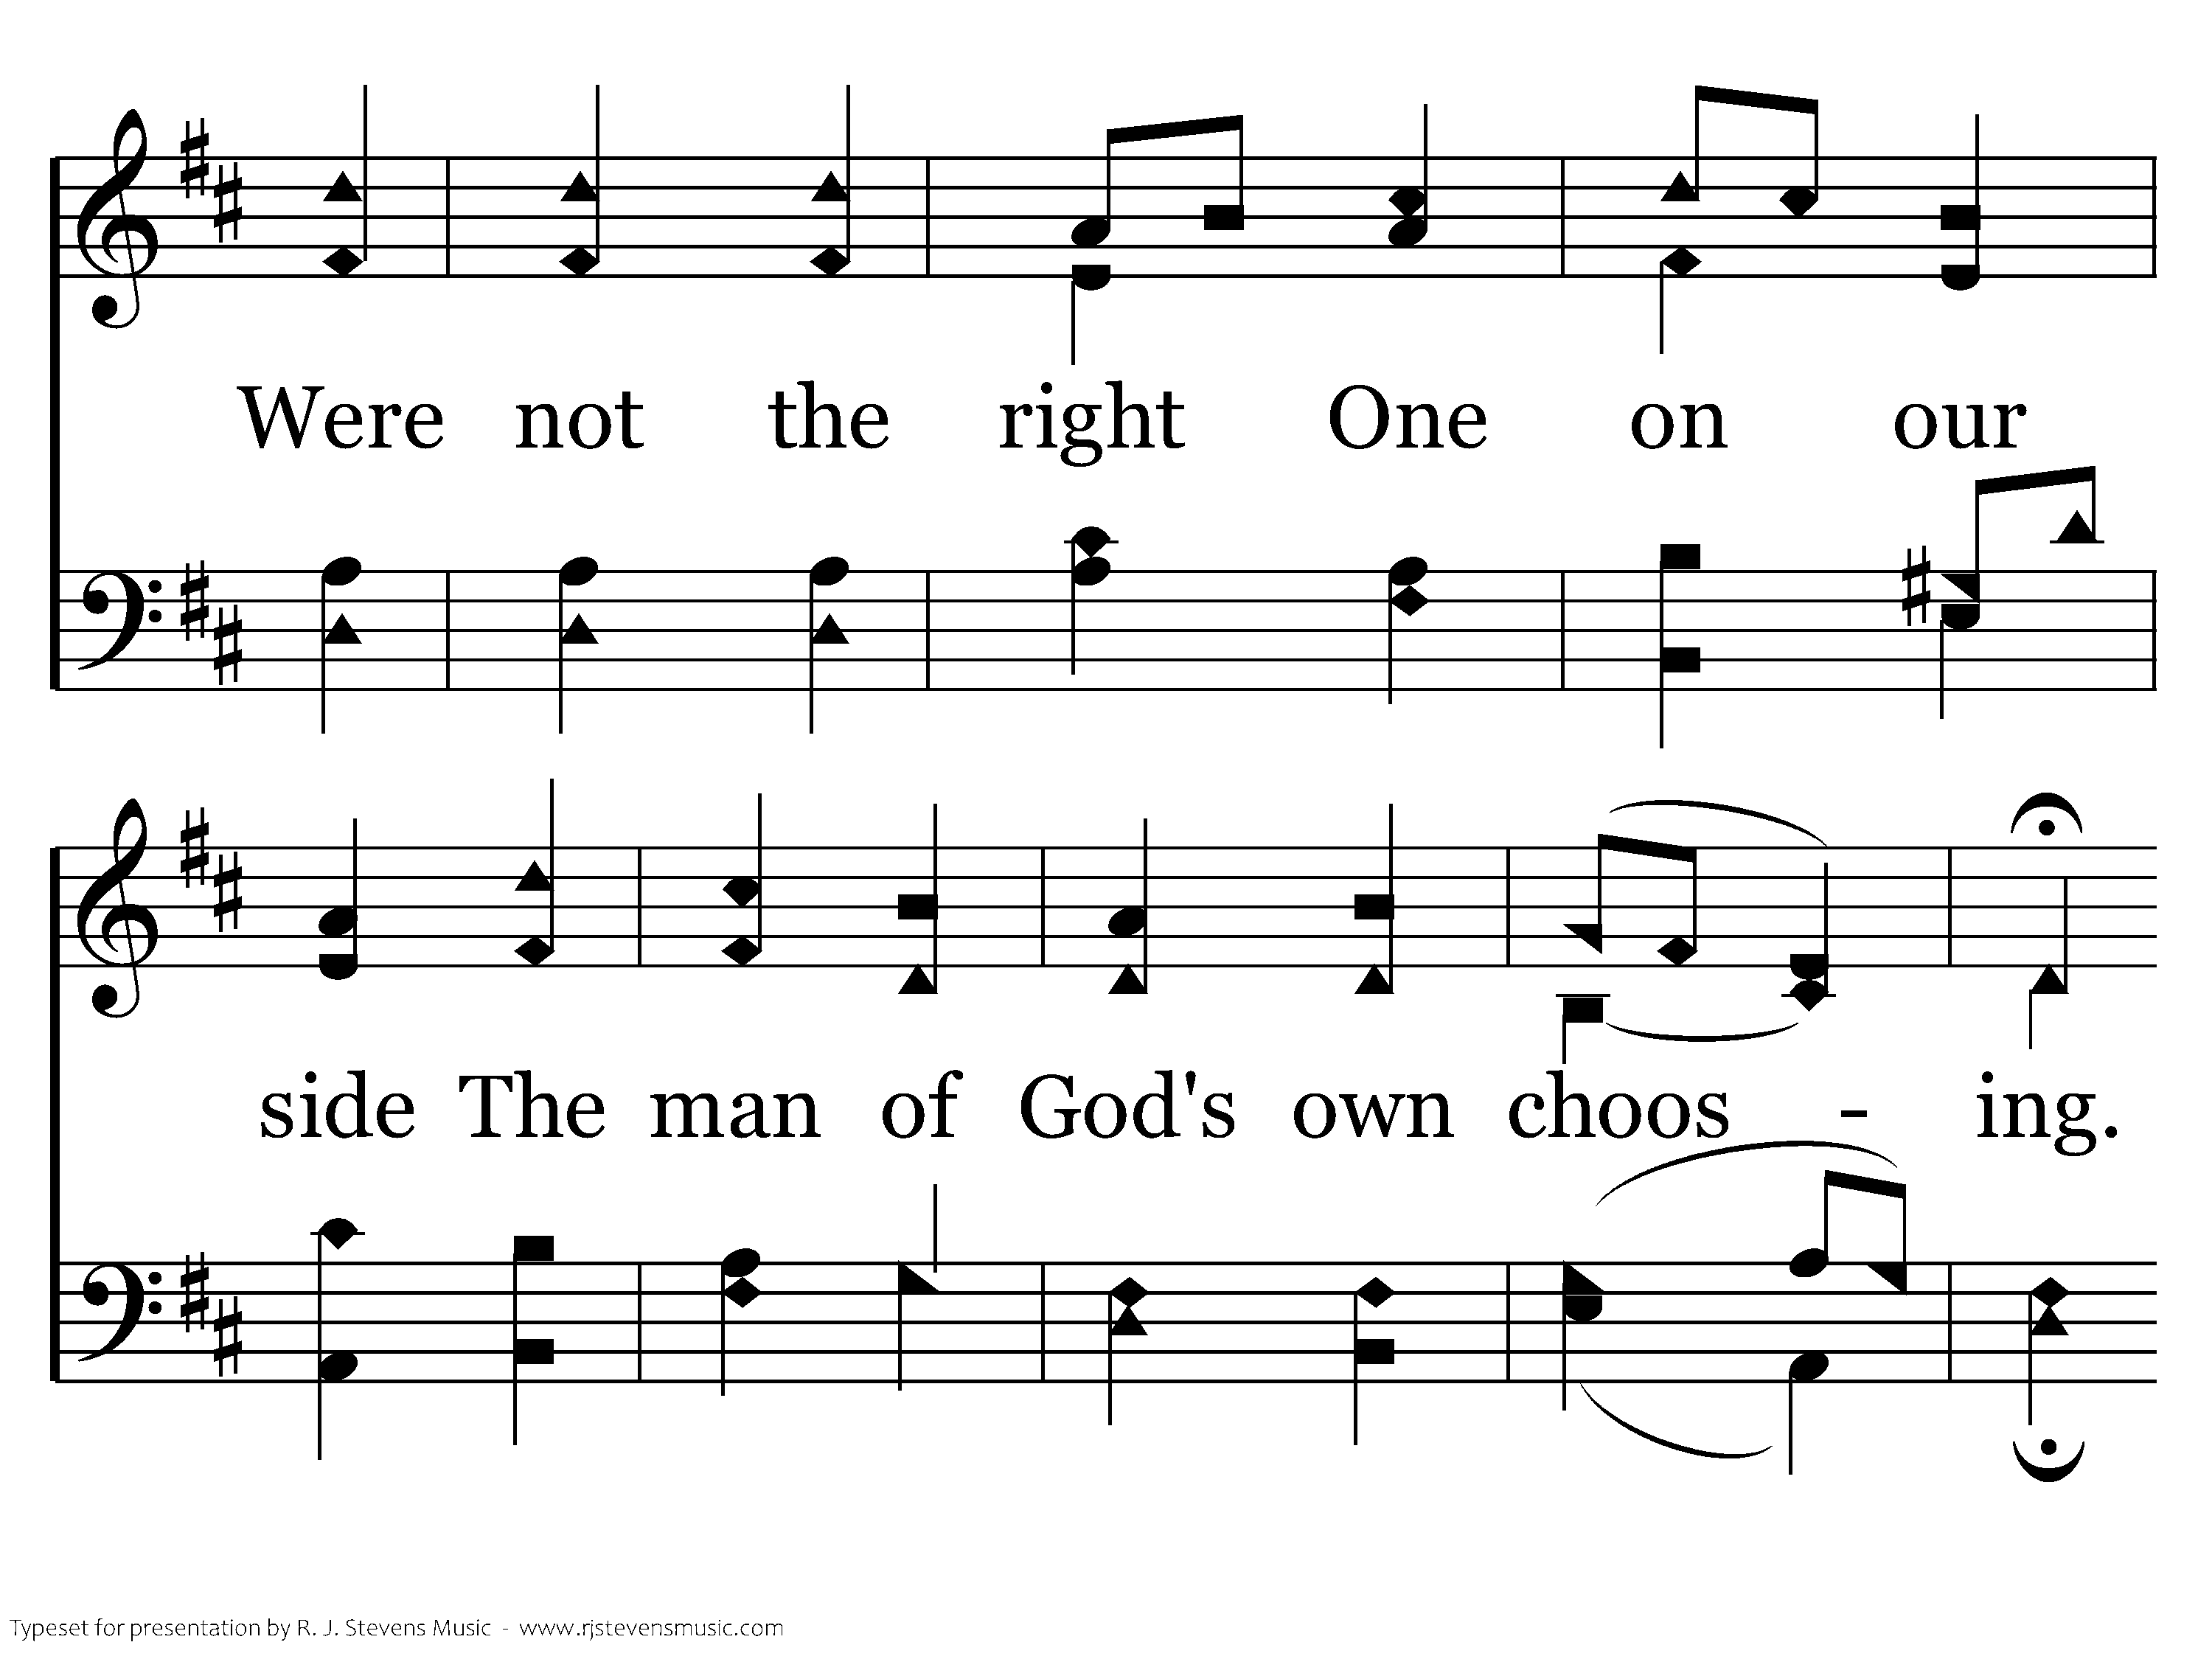 Were not the right One on our
side The man of God's own choos - ing.
Typeset for presentation by R. J. Stevens Music - www.rjstevensmusic.com